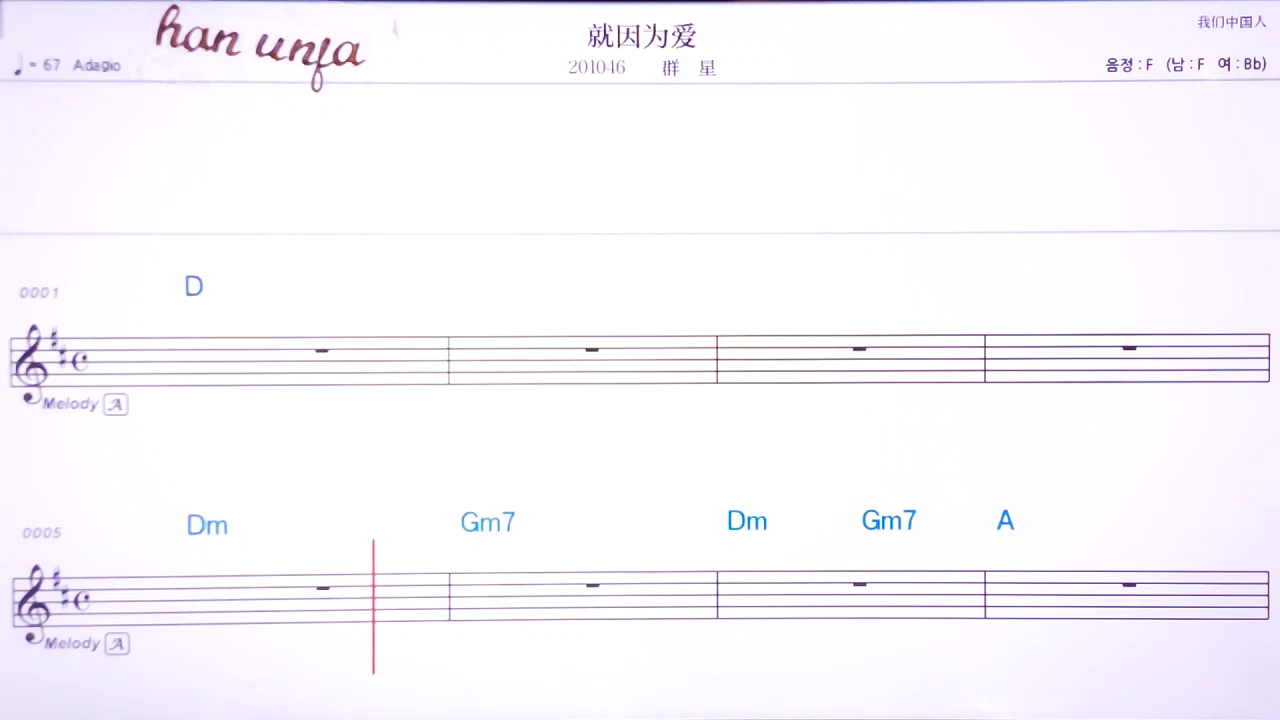 han unfa
就因为爱
我们中国人
♩= 67 Adagio
201046 群 星
음정 : F (남 : F 여 : Bb)
0001 D
Melody A
0005 Dm Gm7 Dm Gm7 A
Melody A